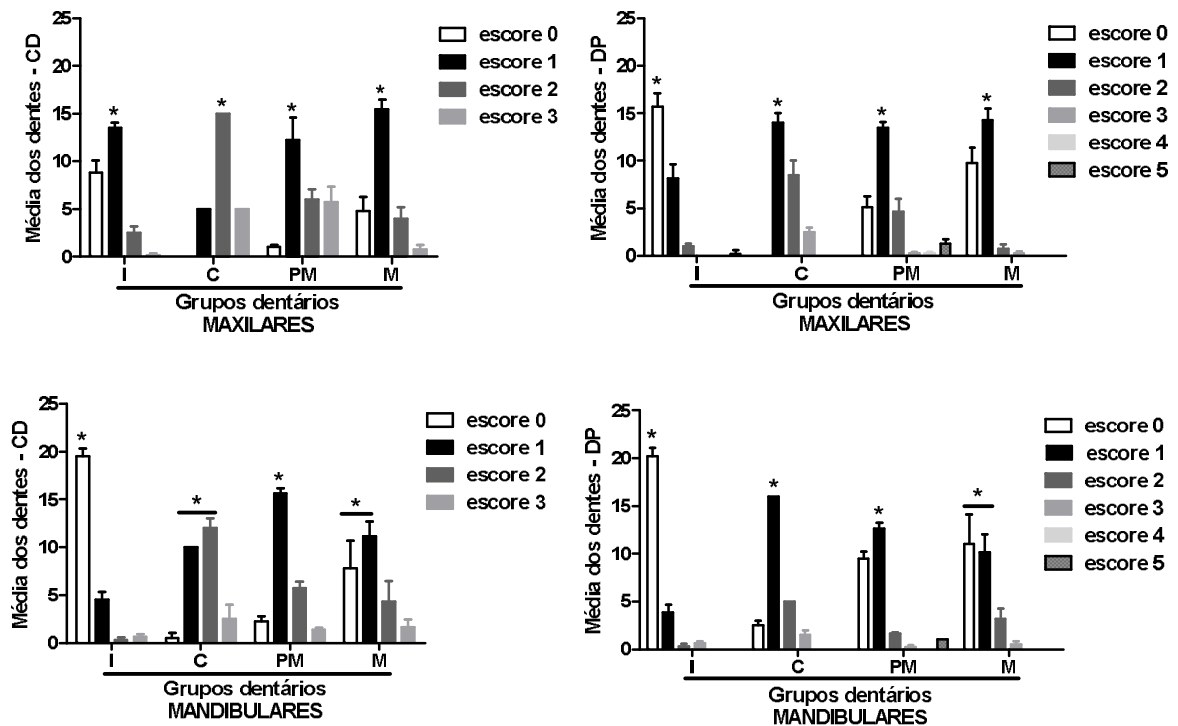 Média dos dentes - CD
25
20
15
10
5
0
* * * *
I C PM M
Grupos dentários
MAXILARES
escore 0
escore 1
escore 2
escore 3
Média dos dentes - DP
25
20
15
10
5
0
* * * *
I C PM M
Grupos dentários
MAXILARES
escore 0
escore 1
escore 2
escore 3
escore 4
escore 5
Média dos dentes - CD
25
20
15
10
5
0
* * * *
I C PM M
Grupos dentários
MANDIBULARES
escore 0
escore 1
escore 2
escore 3
Média dos dentes - DP
25
20
15
10
5
0
* * * *
I C PM M
Grupos dentários
MANDIBULARES
escore 0
escore 1
escore 2
escore 3
escore 4
escore 5